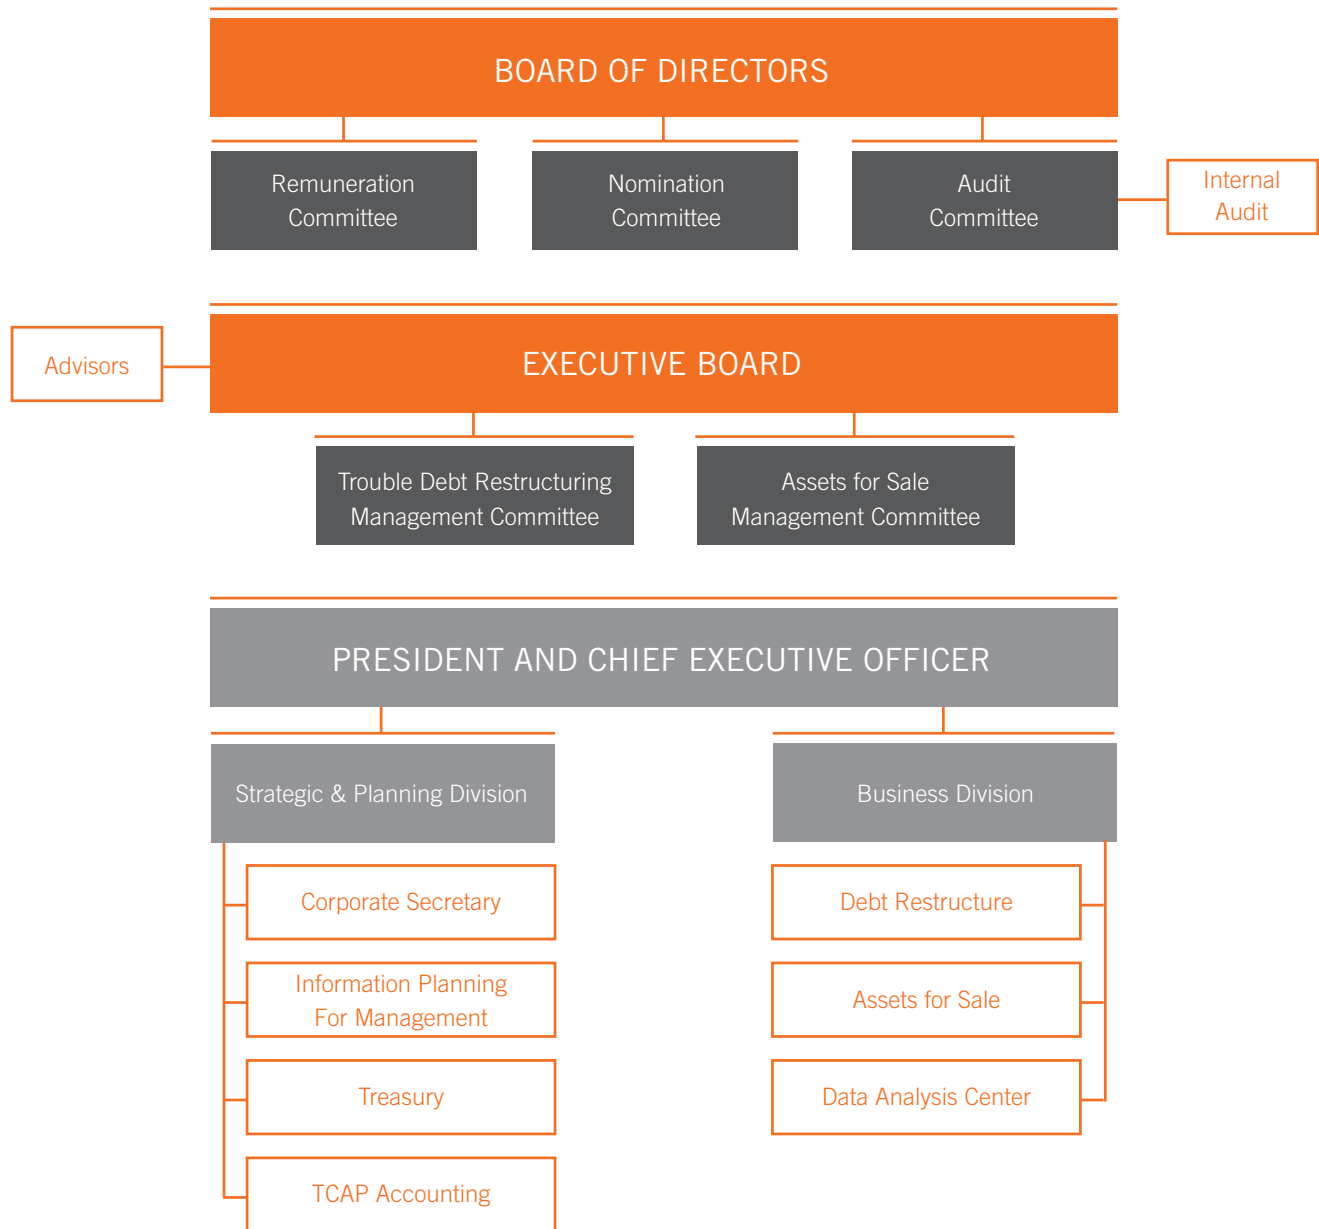 BOARD OF DIRECTORS
Remuneration
Committee
Nomination
Committee
Audit
Committee
Internal
Audit
Advisors
EXECUTIVE BOARD
Trouble Debt Restructuring
Management Committee
Assets for Sale
Management Committee
PRESIDENT AND CHIEF EXECUTIVE OFFICER
Strategic & Planning Division
Corporate Secretary
Information Planning
For Management
Treasury
TCAP Accounting
Business Division
Debt Restructure
Assets for Sale
Data Analysis Center